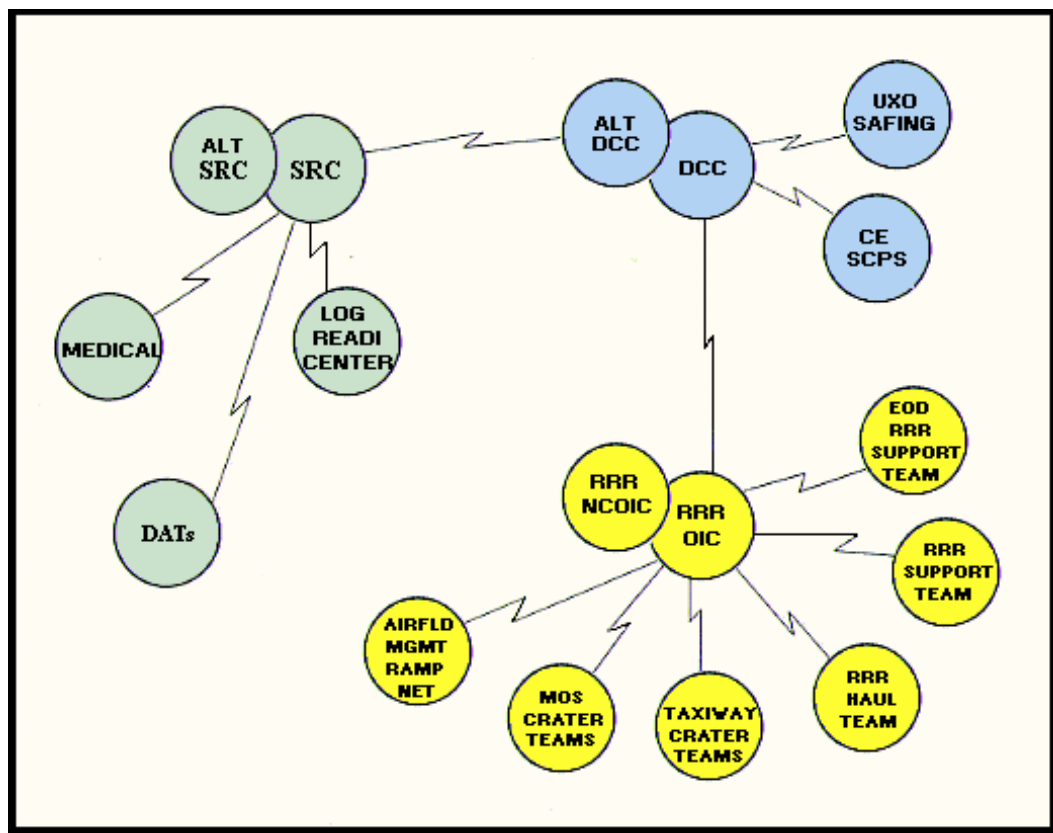 ALT
SRC
SRC
ALT
DCC
DCC
UXO
SAFING
CE
SCPS
MEDICAL
LOG
READI
CENTER
DATs
RRR
NCOIC
RRR
OIC
EOD
RRR
SUPPORT
TEAM
RRR
SUPPORT
TEAM
AIRFLD
MGMT
RAMP
NET
MOS
CRATER
TEAMS
TAXIWAY
CRATER
TEAMS
RRR
HAUL
TEAM